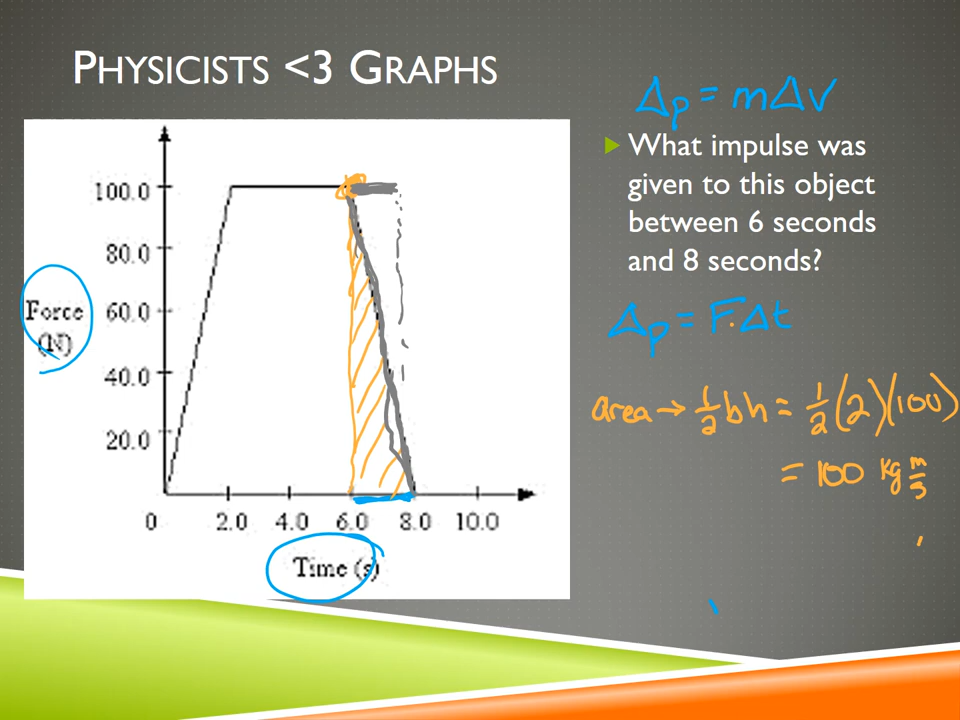 PHYSICISTS <3 GRAPHS
Δp = mΔv
What impulse was
given to this object
between 6 seconds
and 8 seconds?
Δp = F·Δt
area → 1/2 bh = 1/2 (2)(100)
= 100 kg m/s
100.0
80.0
60.0
40.0
20.0
Force
(N)
0 2.0 4.0 6.0 8.0 10.0
Time (s)